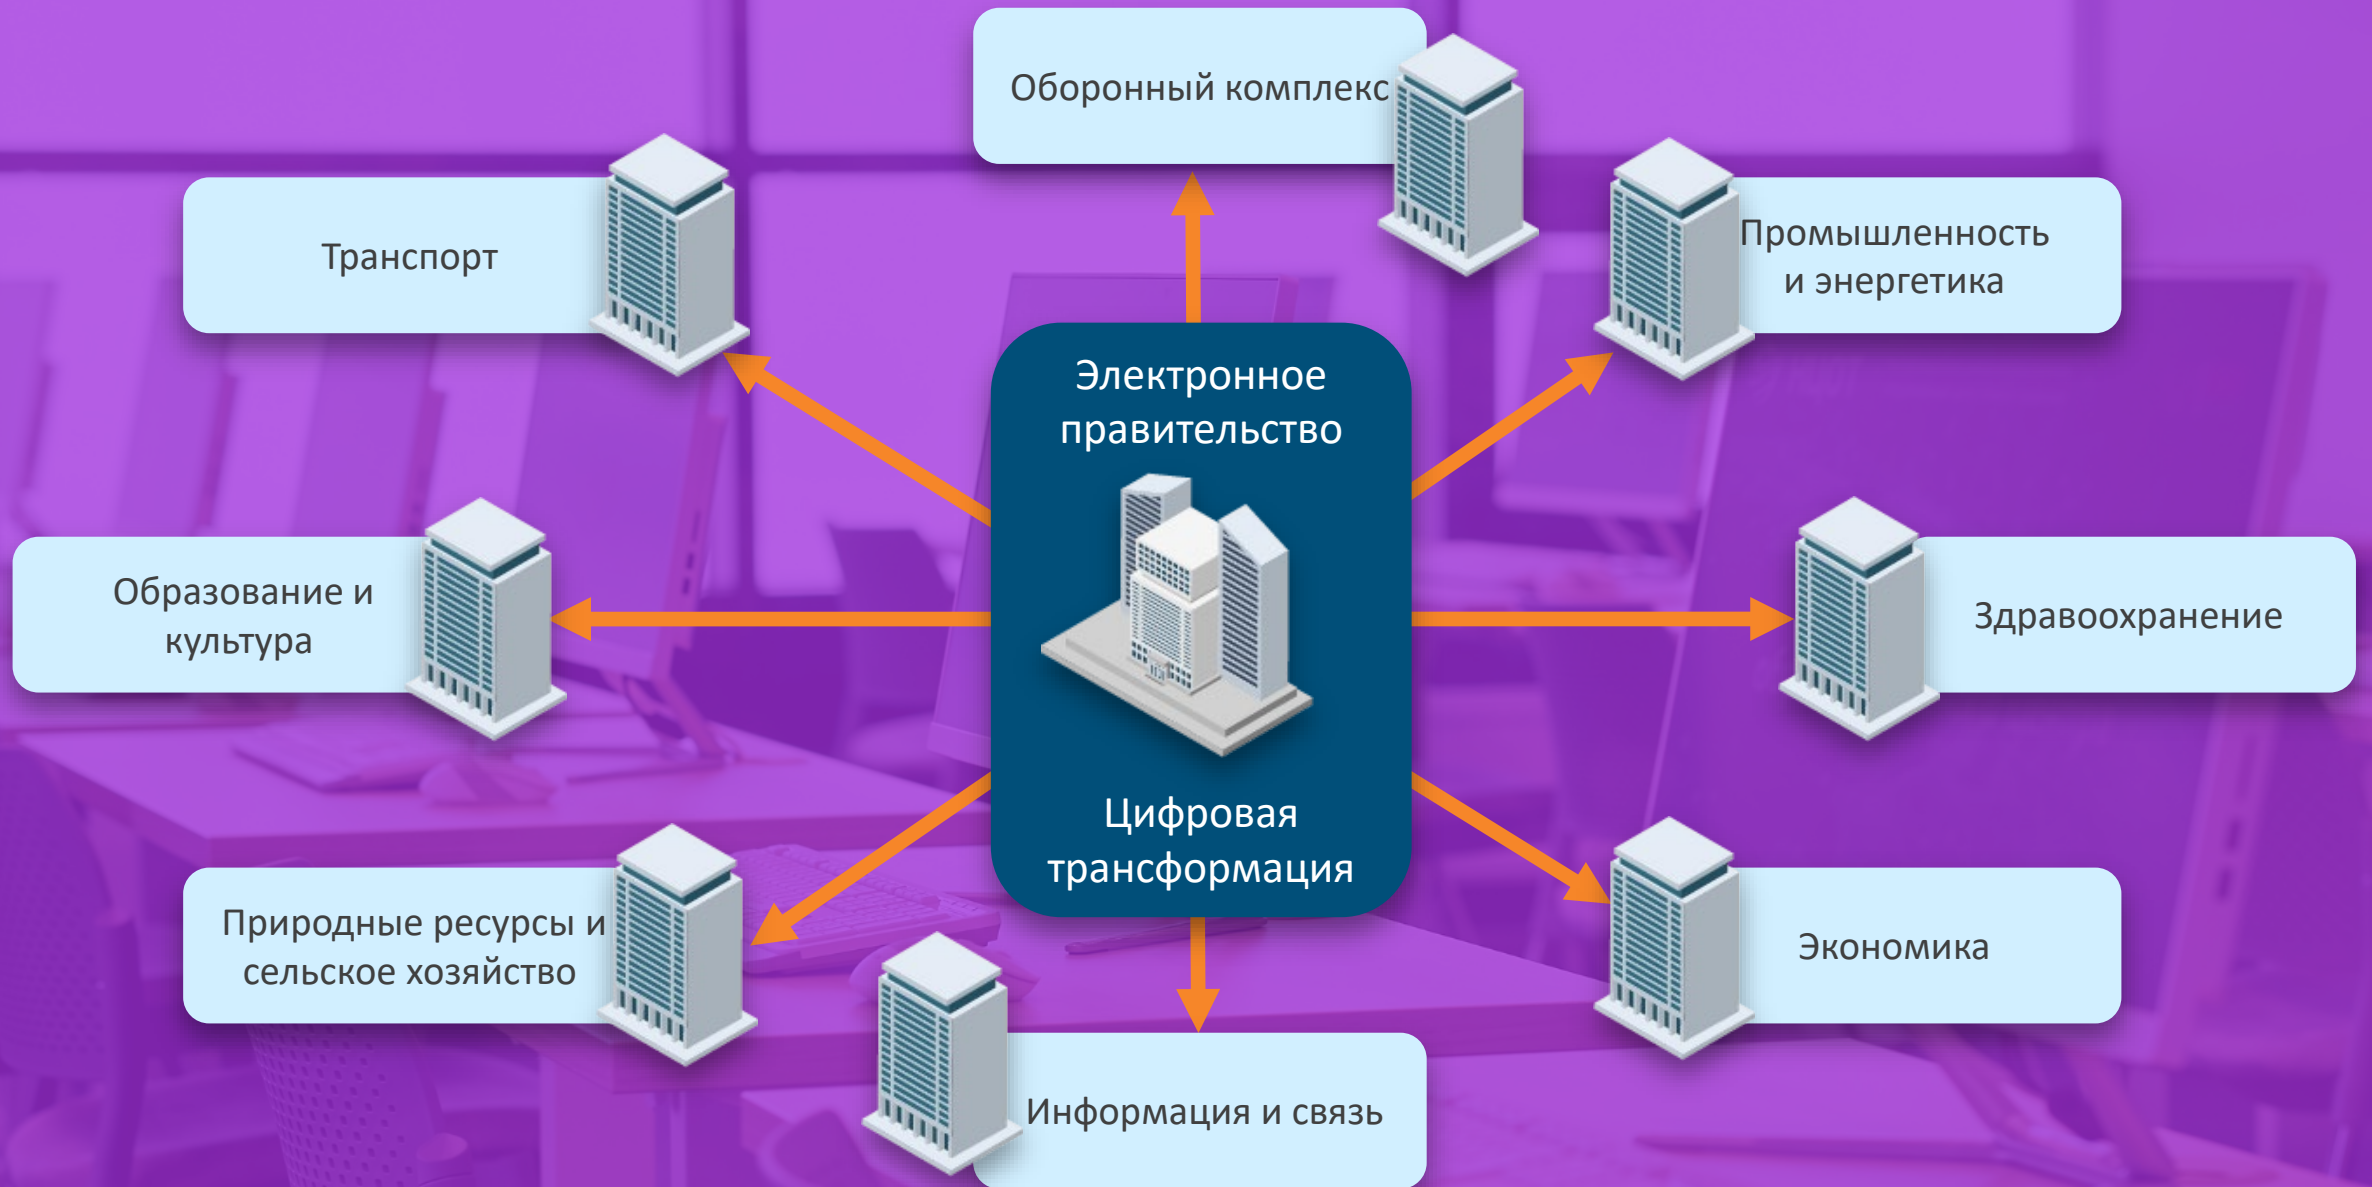 Оборонный комплекс
Транспорт
Промышленность
и энергетика
Электронное
правительство
Образование и
культура
Здравоохранение
Цифровая
трансформация
Природные ресурсы и
сельское хозяйство
Экономика
Информация и связь